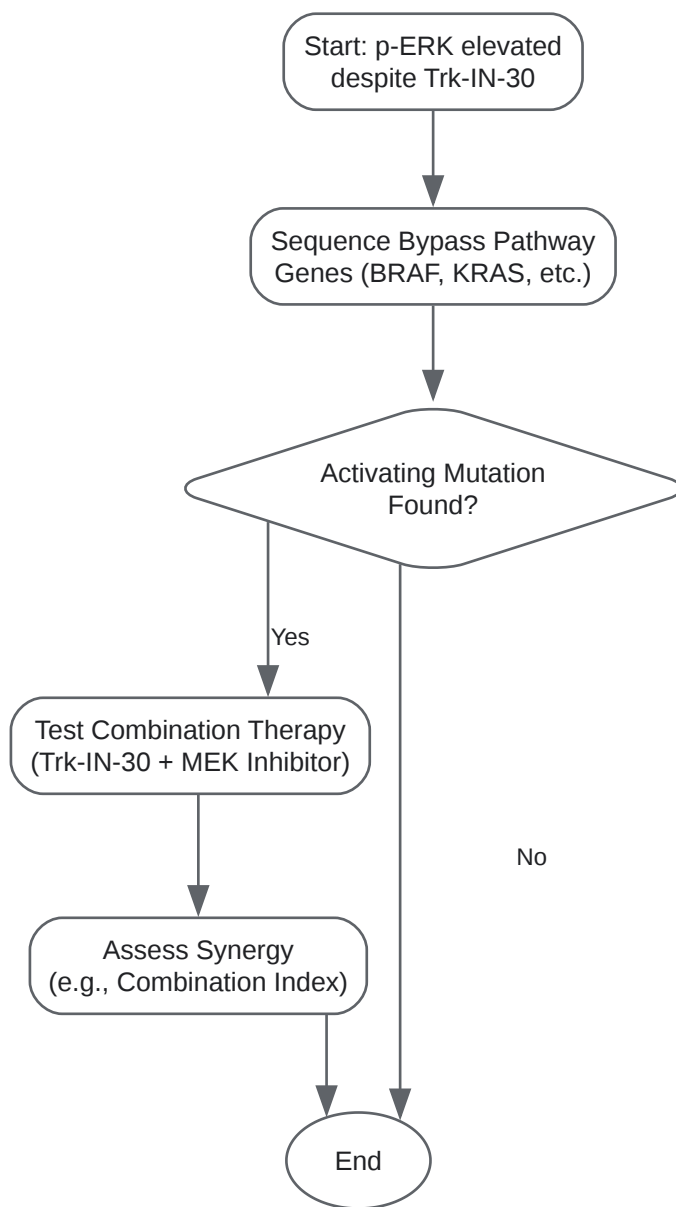 Start: p-ERK elevated
despite Trk-IN-30
Sequence Bypass Pathway
Genes (BRAF, KRAS, etc.)
Activating Mutation
Found?
Yes
Test Combination Therapy
(Trk-IN-30 + MEK Inhibitor)
No
Assess Synergy
(e.g., Combination Index)
End